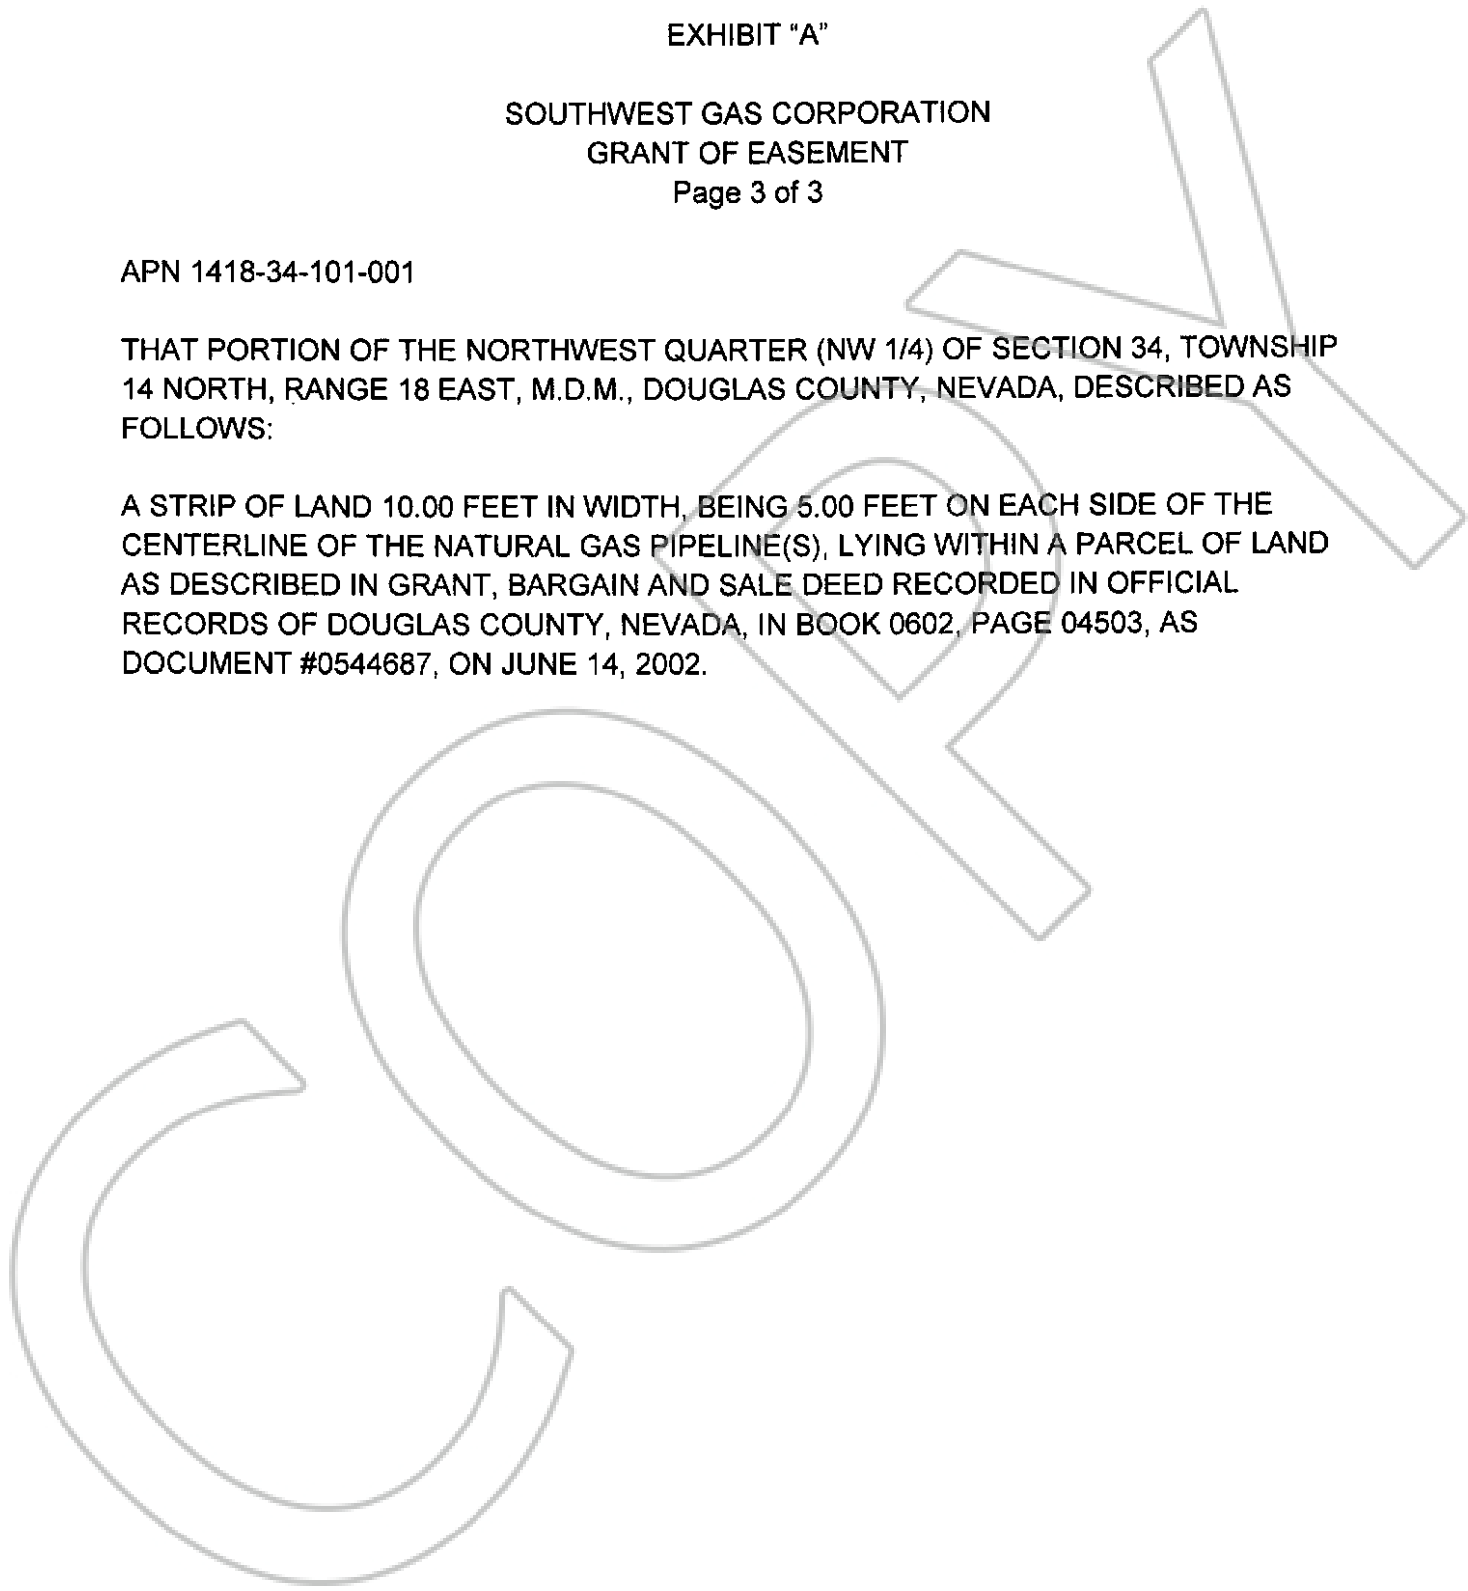 EXHIBIT “A”
SOUTHWEST GAS CORPORATION
GRANT OF EASEMENT
Page 3 of 3
APN 1418-34-101-001
THAT PORTION OF THE NORTHWEST QUARTER (NW 1/4) OF SECTION 34, TOWNSHIP
14 NORTH, RANGE 18 EAST, M.D.M., DOUGLAS COUNTY, NEVADA, DESCRIBED AS
FOLLOWS:
A STRIP OF LAND 10.00 FEET IN WIDTH, BEING 5.00 FEET ON EACH SIDE OF THE
CENTERLINE OF THE NATURAL GAS PIPELINE(S), LYING WITHIN A PARCEL OF LAND
AS DESCRIBED IN GRANT, BARGAIN AND SALE DEED RECORDED IN OFFICIAL
RECORDS OF DOUGLAS COUNTY, NEVADA, IN BOOK 0602, PAGE 04503, AS
DOCUMENT #0544687, ON JUNE 14, 2002.
COPY